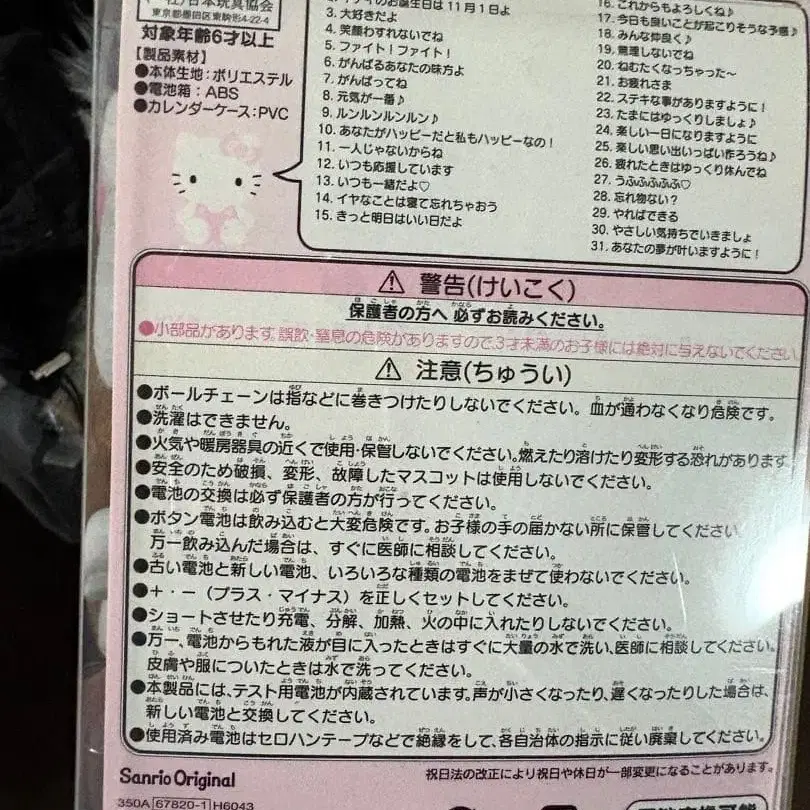 日本玩具協会
東京都墨田区東駒形4-22-4
対象年齢6才以上
【製品素材】
●本体生地：ポリエステル
●電池箱：ABS
●カレンダーケース：PVC
のお誕生日は11月1日よ
3. 大好きだよ
4. 笑顔わすれないでね
5. ファイト！ファイト！
6. がんばるあなたの味方よ
7. がんばってね
8. 元気が一番♪
9. ルンルンルンルン♪
10. あなたがハッピーだと私もハッピーなの！
11. 一人じゃないからね
12. いつも応援しています
13. いつも一緒だよ♡
14. イヤなことは寝て忘れちゃおう
15. きっと明日はいい日だよ
16. これからもよろしくね♪
17. 今日も良いことが起こりそうな予感♪
18. みんな仲良く♪
19. 無理しないでね
20. ねむたくなっちゃった～
21. お疲れさま
22. ステキな事がありますように！
23. たまにはゆっくりしましょ♪
24. 楽しい一日になりますように
25. 楽しい思い出いっぱい作ろうね♪
26. 疲れたときはゆっくり休んでね
27. うふふふふふ♡
28. 忘れ物ない？
29. やればできる
30. やさしい気持ちでいきましょ
31. あなたの夢が叶いますように！
⚠ 警告(けいこく)
保護者の方へ 必ずお読みください。
●小部品があります。誤飲・窒息の危険がありますので、3才未満のお子様には絶対に与えないでください
⚠ 注意(ちゅうい)
●ボールチェーンは指などに巻きつけたりしないでください。血が通わなくなり危険です。
●洗濯はできません。
●火気や暖房器具の近くで使用・保管しないでください。燃えたり溶けたり変形する恐れがあります
●安全のため破損、変形、故障したマスコットは使用しないでください。
●電池の交換は必ず保護者の方が行ってください。
●ボタン電池は飲み込むと大変危険です。お子様の手の届かない所に保管してください
万一飲み込んだ場合は、すぐに医師に相談してください。
●古い電池と新しい電池、いろいろな種類の電池をまぜて使わないでください。
●＋・－（プラス・マイナス）を正しくセットしてください。
●ショートさせたり充電、分解、加熱、火の中に入れたりしないでください。
●万一、電池からもれた液が目に入ったときはすぐに大量の水で洗い、医師に相談してください。
皮膚や服についたときは水で洗ってください。
●本製品には、テスト用電池が内蔵されています。声が小さくなったり、遅くなったりした場合は、
新しい電池と交換してください。
●使用済み電池はセロハンテープなどで絶縁をして、各自治体の指示に従い廃棄してください。
Sanrio Original
祝日法の改正により祝日や休日が一部変更になることがあります。
350A 67820-1 H6043